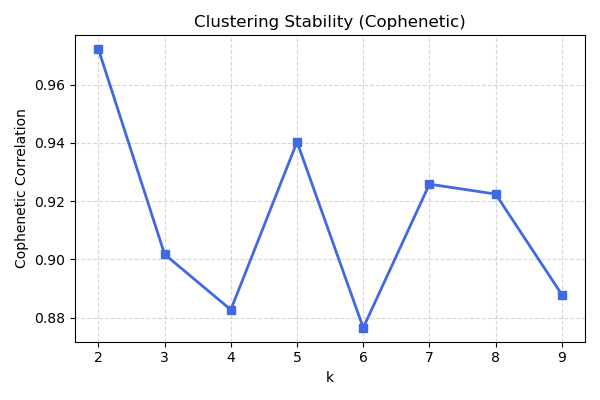 Clustering Stability (Cophenetic)
Cophenetic Correlation
0.96
0.94
0.92
0.90
0.88
2 3 4 5 6 7 8 9
k